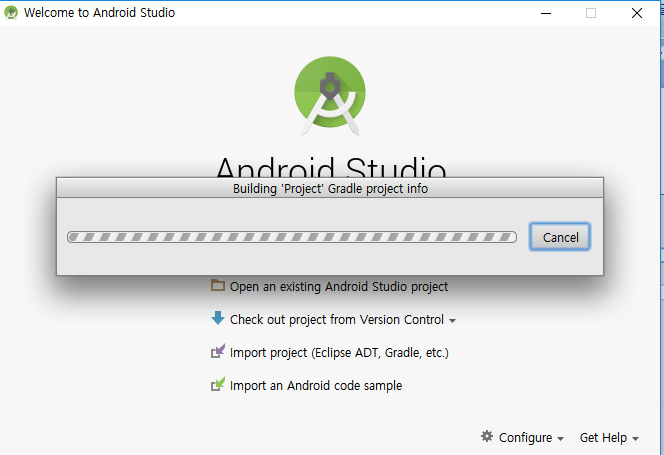 Welcome to Android Studio
Android Studio
Building 'Project' Gradle project info
Cancel
Open an existing Android Studio project
Check out project from Version Control
Import project (Eclipse ADT, Gradle, etc.)
Import an Android code sample
Configure
Get Help